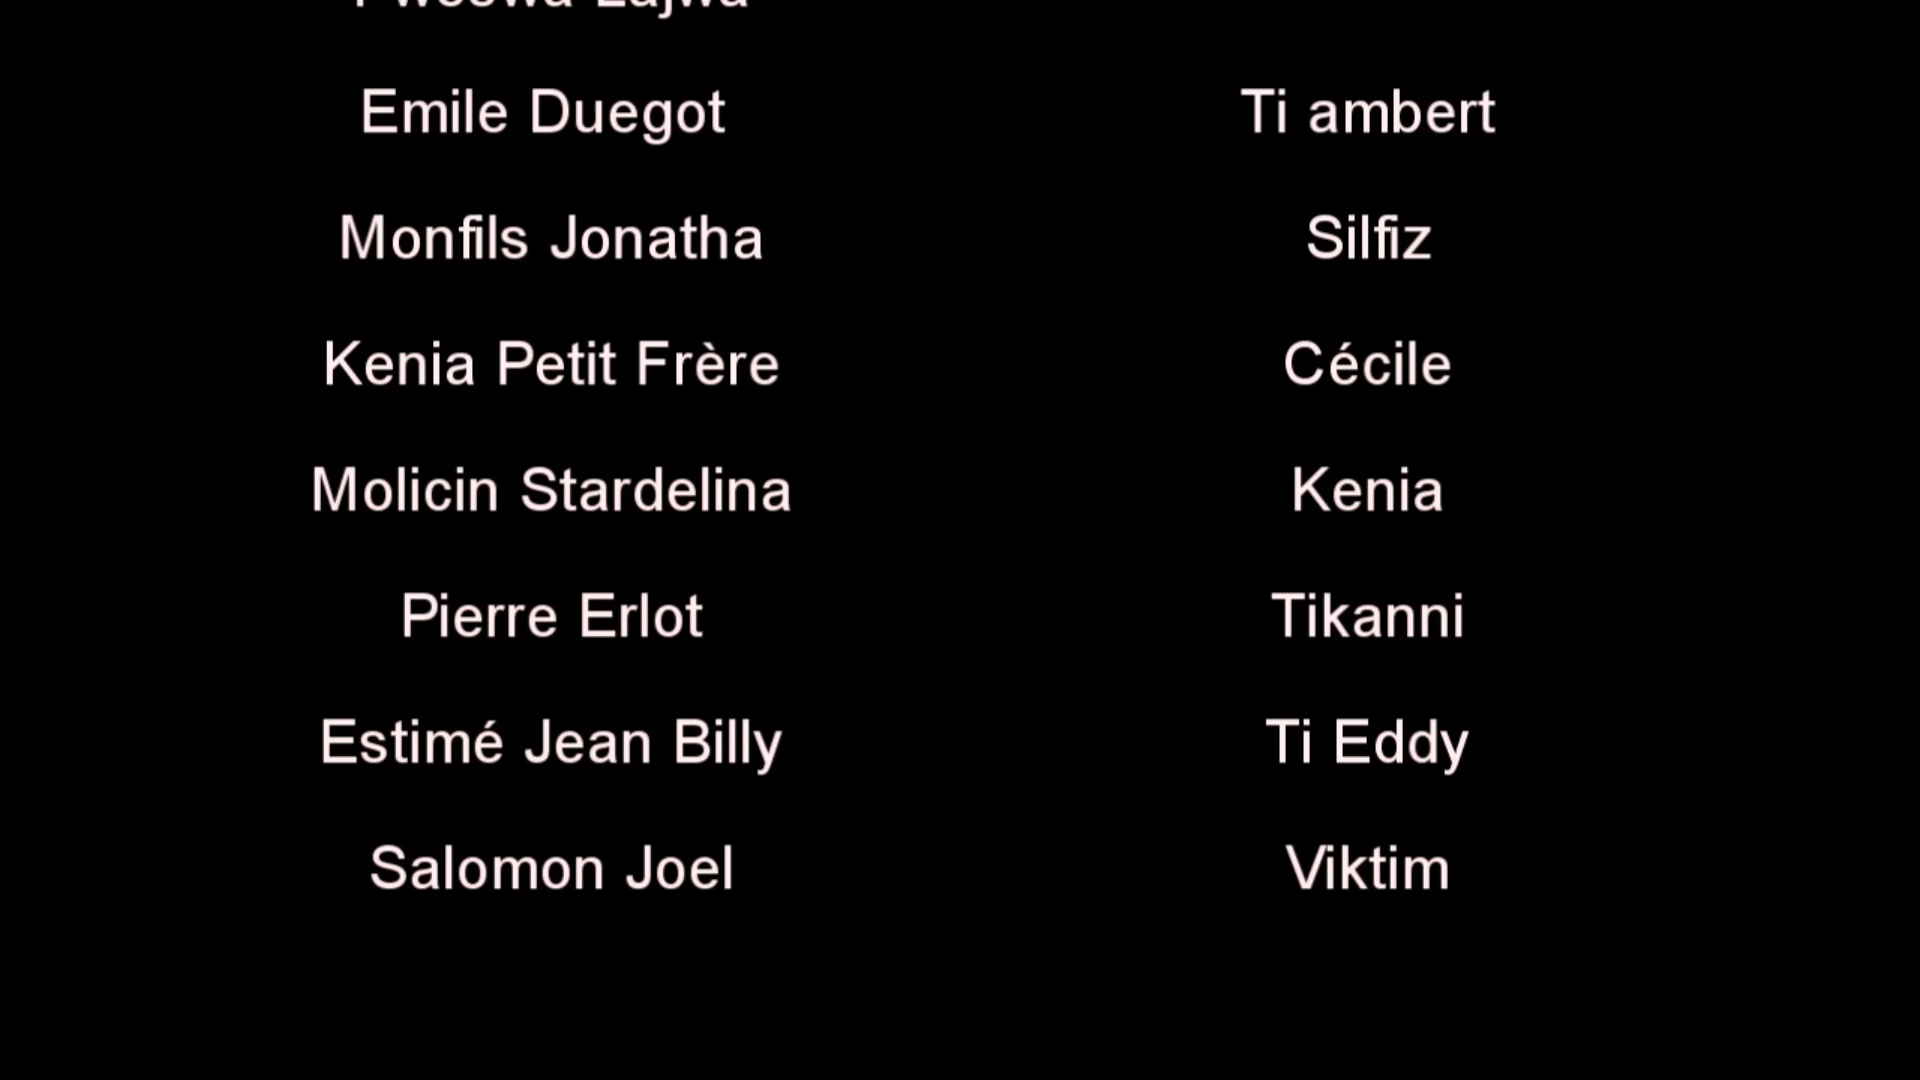 Emile Duegot Ti ambert
Monfils Jonatha Silfiz
Kenia Petit Frère Cécile
Molicin Stardelina Kenia
Pierre Erlot Tikanni
Estimé Jean Billy Ti Eddy
Salomon Joel Viktim